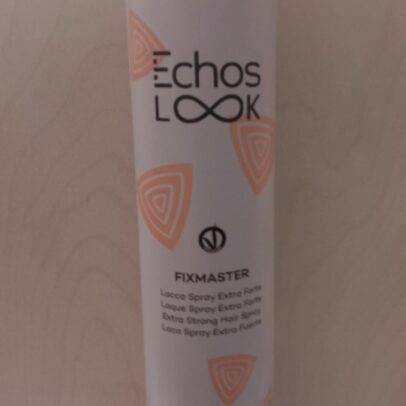 Echos
LOOK
FIXMASTER
Lacca Spray Extra Forte
Laque Spray Extra Forte
Extra Strong Hair Spray
Laca Spray Extra Fuerte